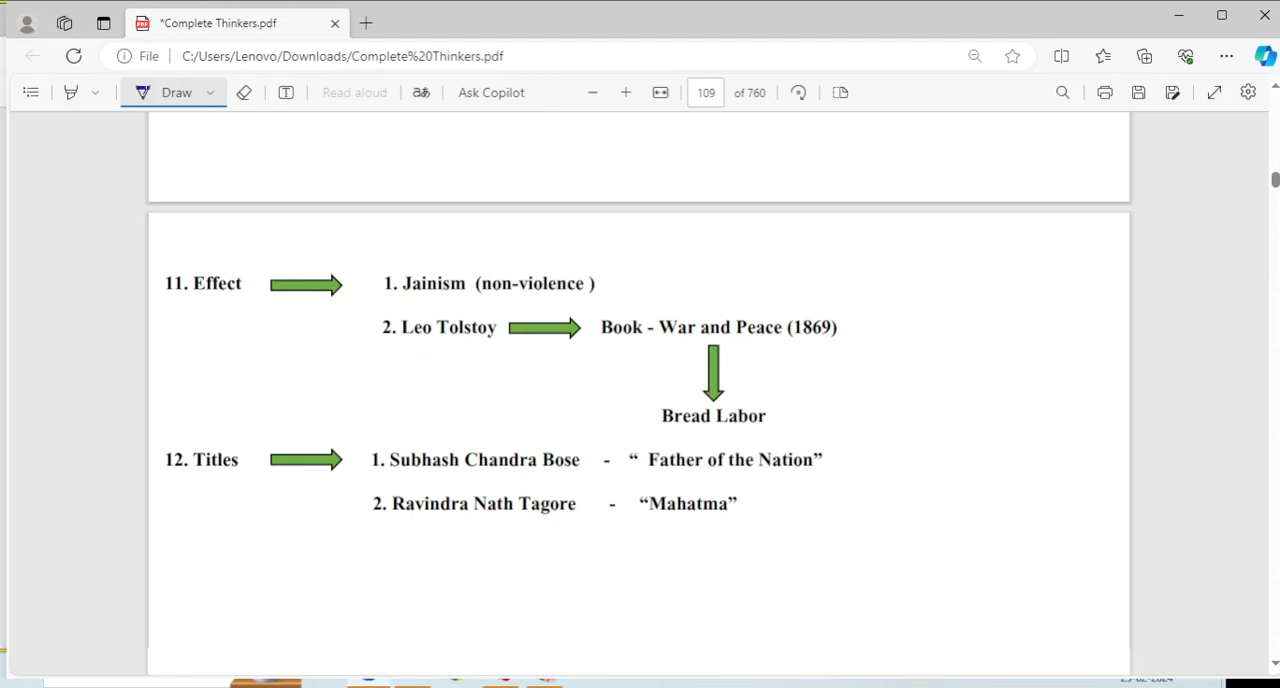 *Complete Thinkers.pdf
File C:/Users/Lenovo/Downloads/Complete%20Thinkers.pdf
Draw Read aloud aあ Ask Copilot 109 of 760
11. Effect 1. Jainism (non-violence )
2. Leo Tolstoy Book - War and Peace (1869)
Bread Labor
12. Titles 1. Subhash Chandra Bose - “ Father of the Nation”
2. Ravindra Nath Tagore - “Mahatma”